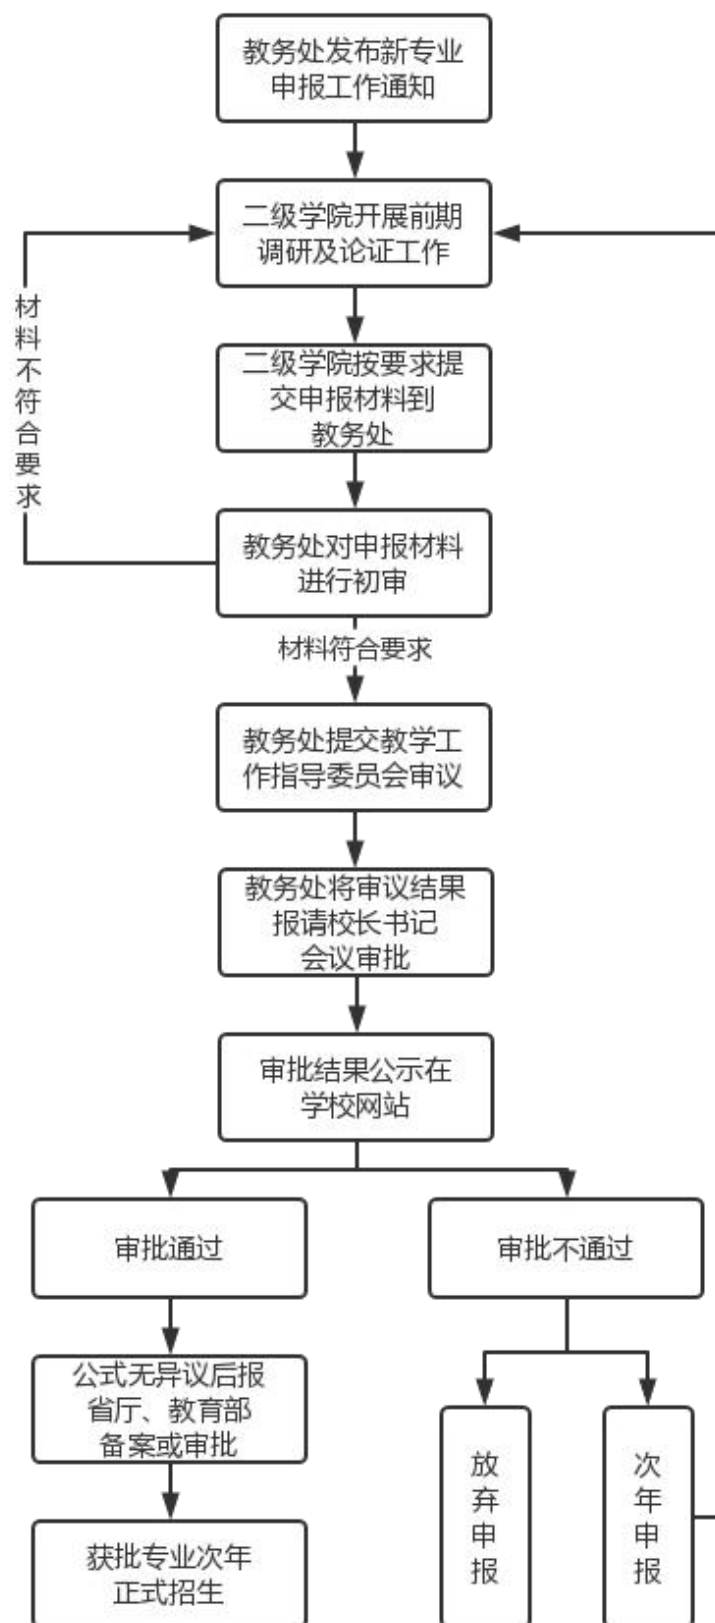 教务处发布新专业
申报工作通知
二级学院开展前期
调研及论证工作
材料不符合要求
二级学院按要求提
交申报材料到
教务处
教务处对申报材料
进行初审
材料符合要求
教务处提交教学工
作指导委员会审议
教务处将审议结果
报请校长书记
会议审批
审批结果公示在
学校网站
审批通过
审批不通过
公式无异议后报
省厅、教育部
备案或审批
放弃申报
次年申报
获批专业次年
正式招生